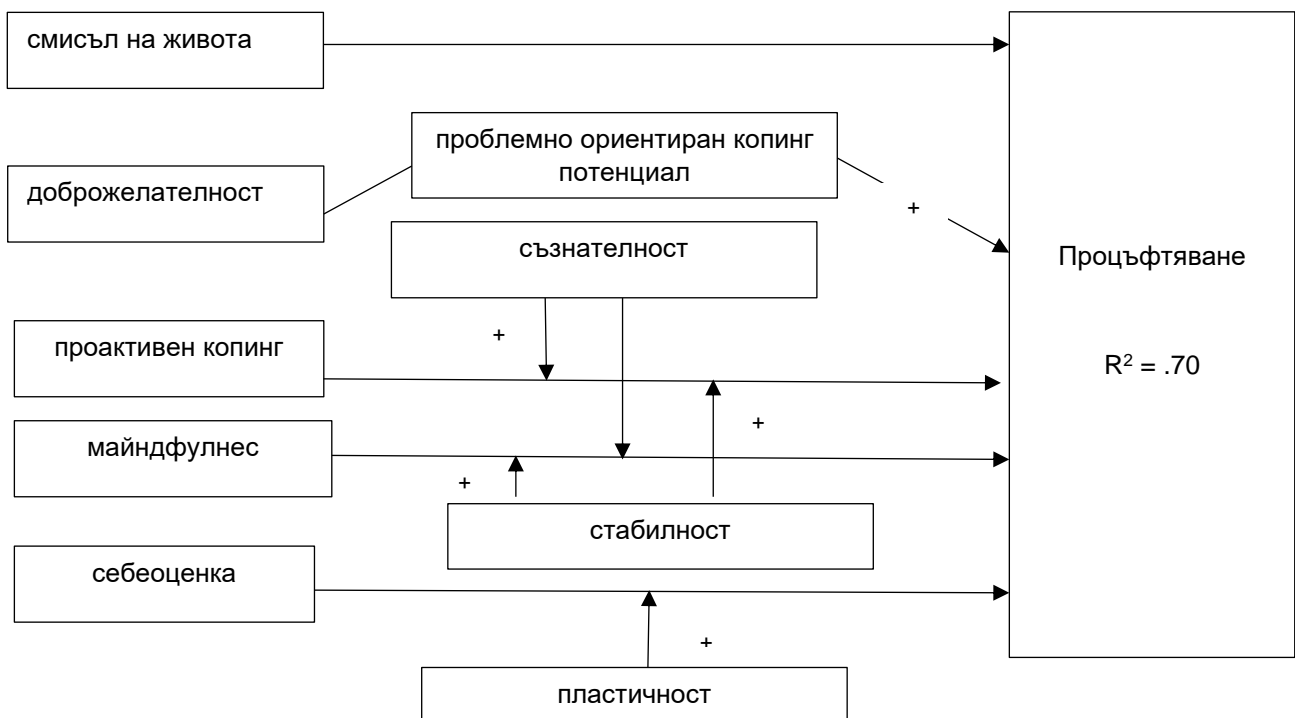 смисъл на живота
проблемно ориентиран копинг
потенциал
доброжелателност
+
съзнателност
Процъфтяване
+
проактивен копинг
R² = .70
+
майндфулнес
+
стабилност
себеоценка
+
пластичност